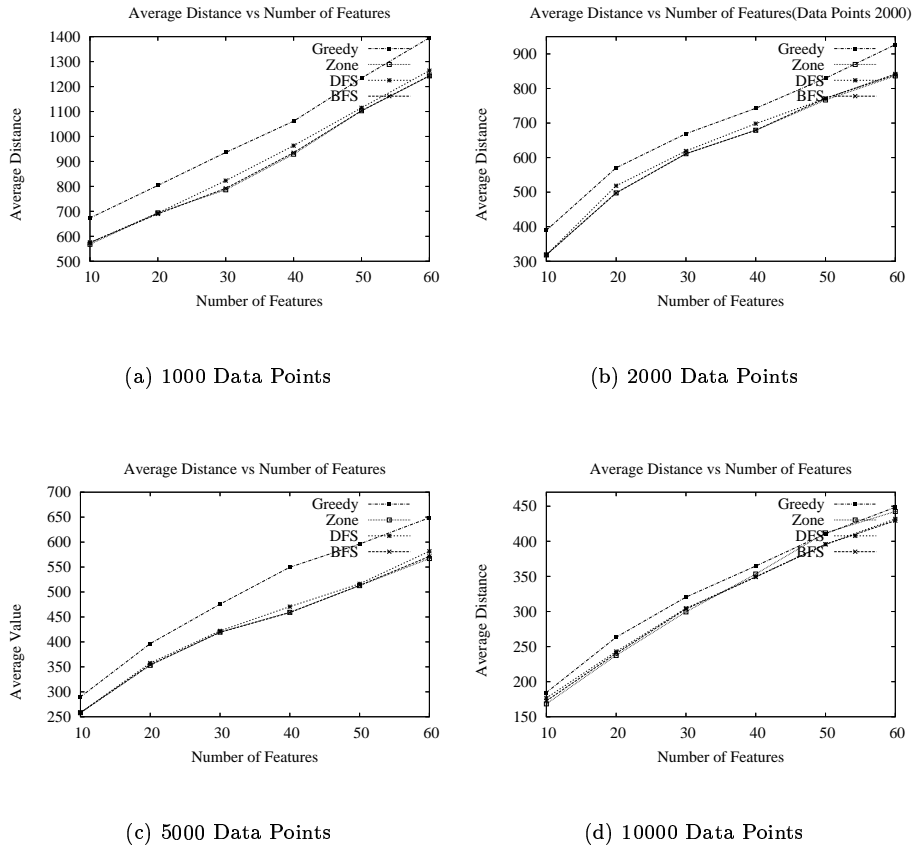 Average Distance vs Number of Features
1400
1300
1200
1100
1000
900
800
700
600
500
10 20 30 40 50 60
Average Distance
Number of Features
Greedy
Zone
DFS
BFS
(a) 1000 Data Points
Average Distance vs Number of Features(Data Points 2000)
900
800
700
600
500
400
300
10 20 30 40 50 60
Average Distance
Number of Features
Greedy
Zone
DFS
BFS
(b) 2000 Data Points
Average Distance vs Number of Features
700
650
600
550
500
450
400
350
300
250
10 20 30 40 50 60
Average Value
Number of Features
Greedy
Zone
DFS
BFS
(c) 5000 Data Points
Average Distance vs Number of Features
450
400
350
300
250
200
150
10 20 30 40 50 60
Average Distance
Number of Features
Greedy
Zone
DFS
BFS
(d) 10000 Data Points